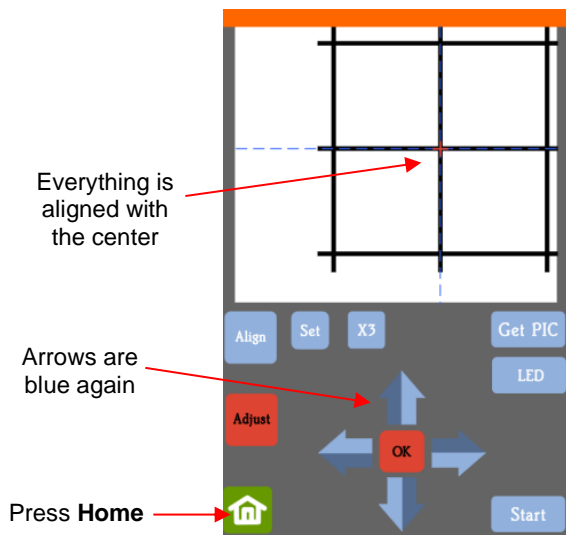 Everything is
aligned with
the center
Align
Set
X3
Get PIC
LED
Arrows are
blue again
Adjust
OK
Press Home
Start